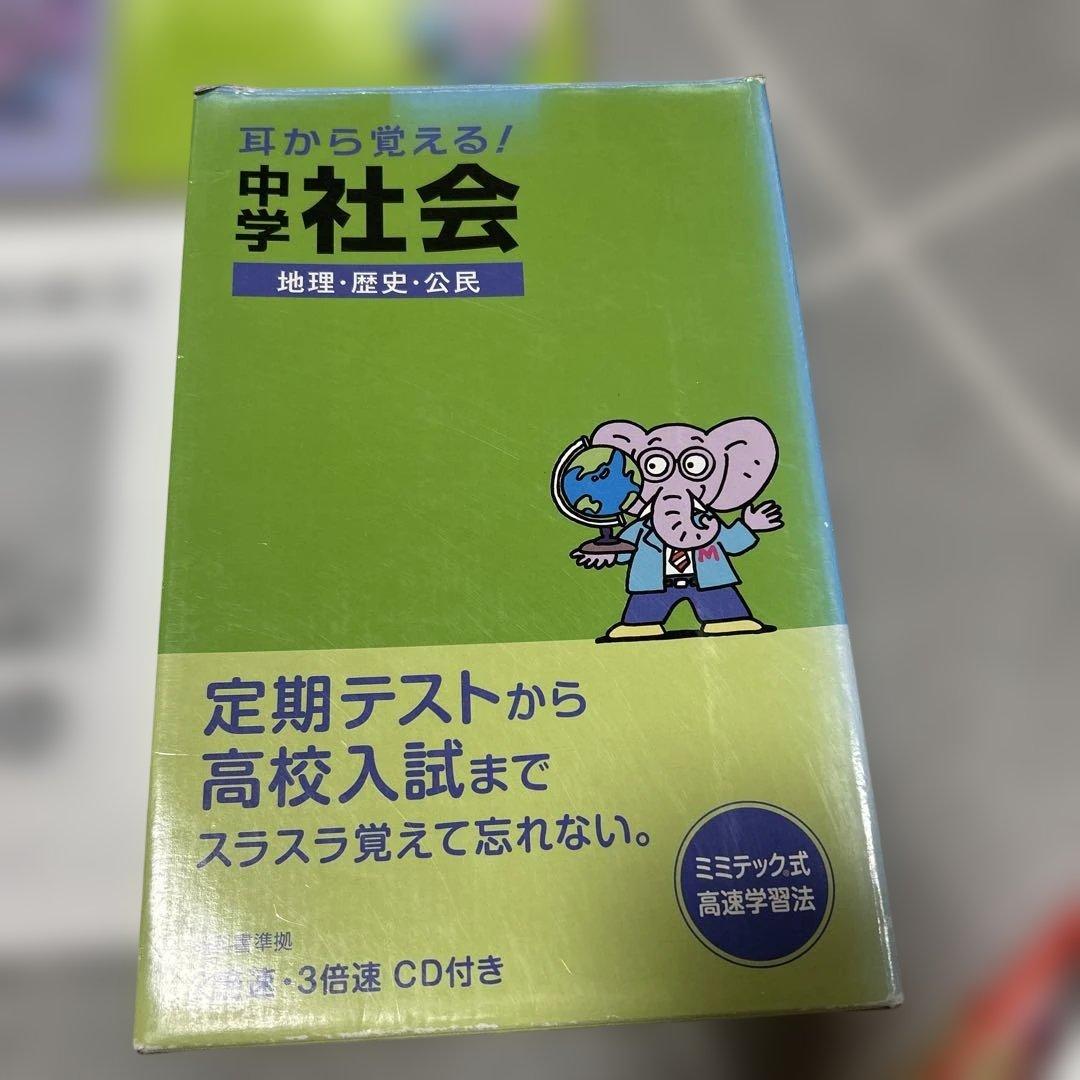 耳から覚える!
中学 社会
地理・歴史・公民
M
定期テストから
高校入試まで
スラスラ覚えて忘れない。
ミミテック®式
高速学習法
書準拠
倍速・3倍速 CD付き